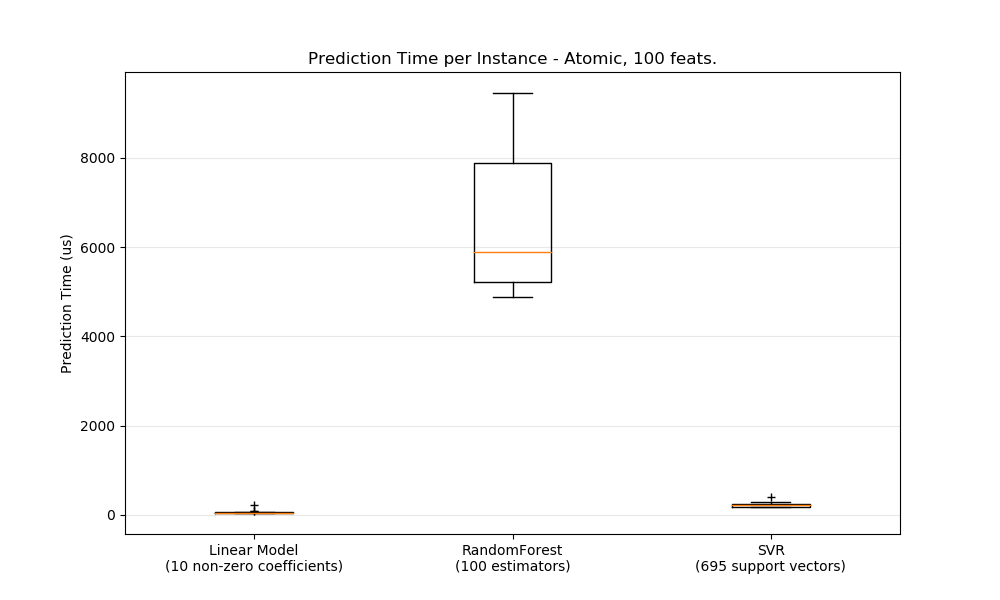 Prediction Time per Instance - Atomic, 100 feats.
Prediction Time (us)
8000
6000
4000
2000
0
Linear Model
(10 non-zero coefficients)
RandomForest
(100 estimators)
SVR
(695 support vectors)